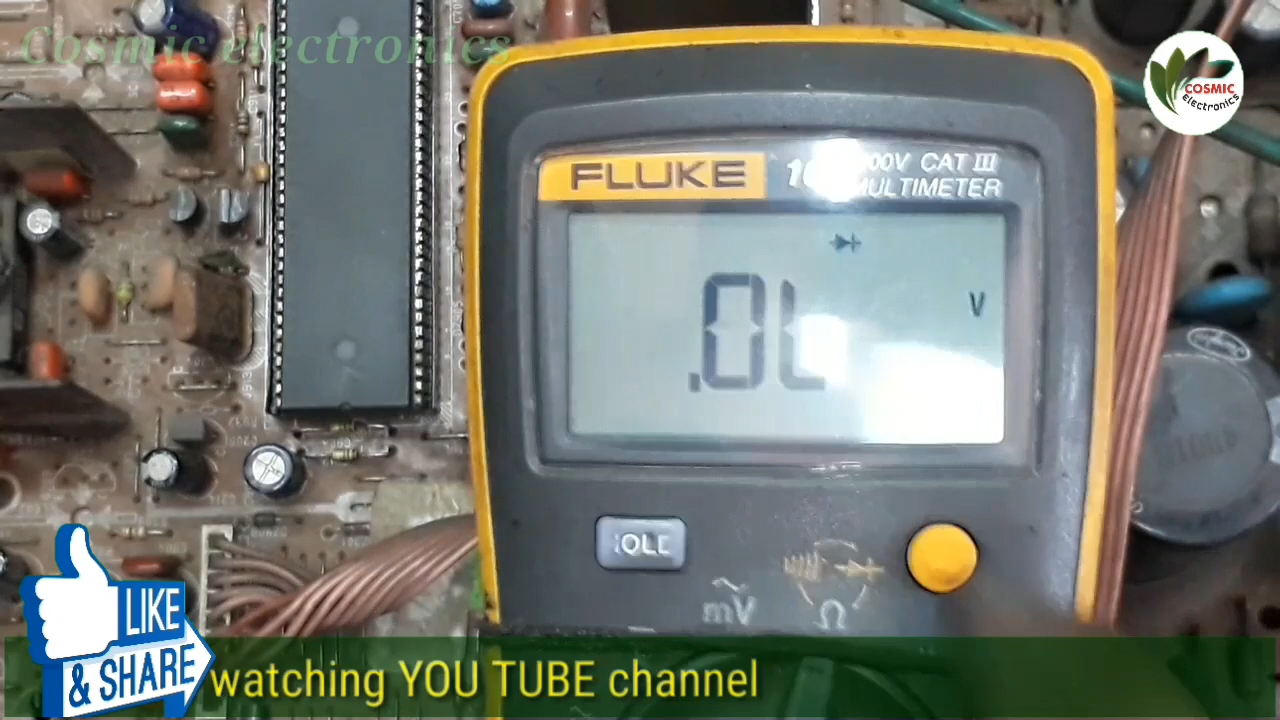 Cosmic electronics
COSMIC
Electronics
FLUKE
CAT III
MULTIMETER
.0L
V
HOLD
mV
Ω
LIKE
& SHARE
watching YOU TUBE channel